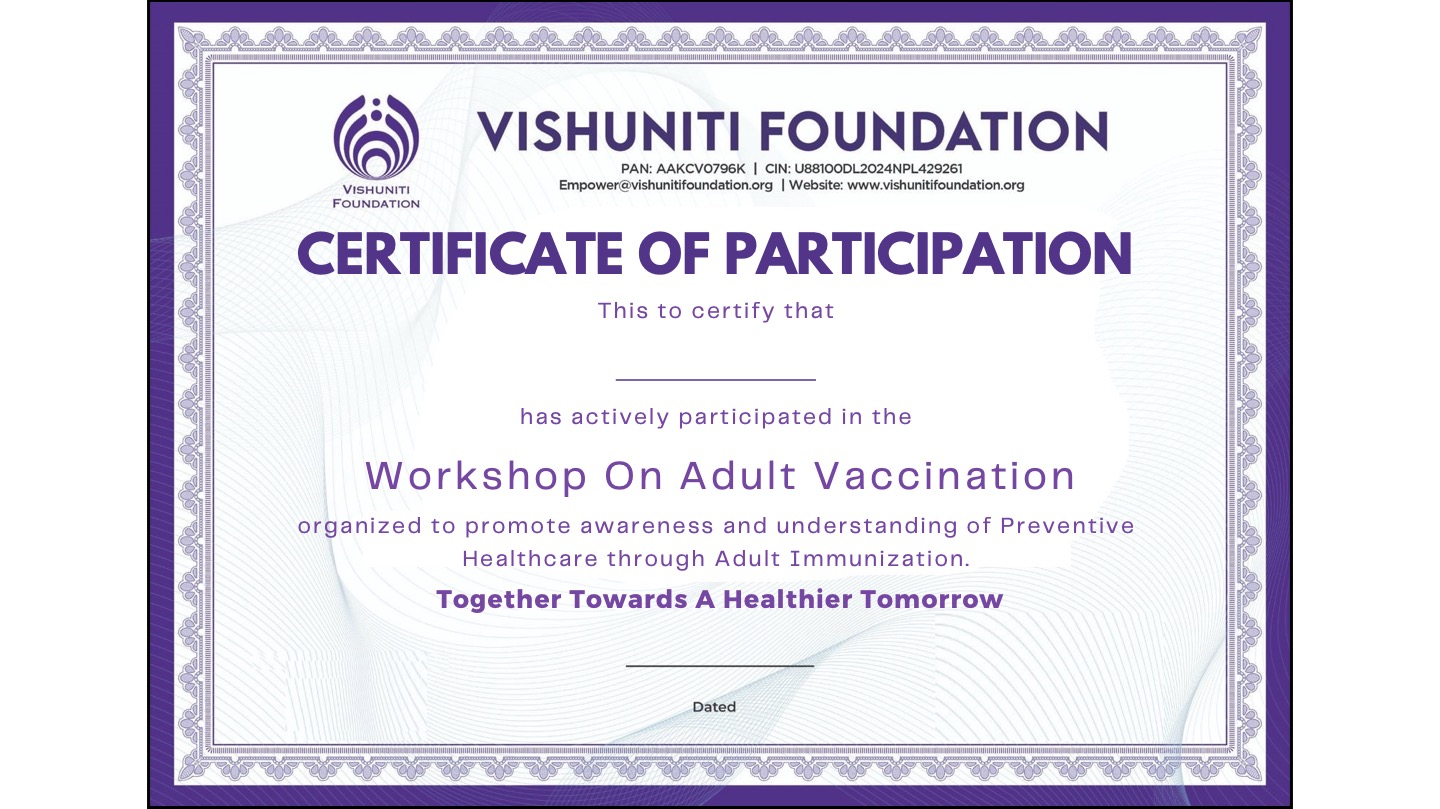 VISHUNITI FOUNDATION
PAN: AAKCV0796K | CIN: U88100DL2024NPL429261
Empower@vishunitifoundation.org | Website: www.vishunitifoundation.org
VISHUNITI
FOUNDATION
CERTIFICATE OF PARTICIPATION
This to certify that
has actively participated in the
Workshop On Adult Vaccination
organized to promote awareness and understanding of Preventive
Healthcare through Adult Immunization.
Together Towards A Healthier Tomorrow
Dated